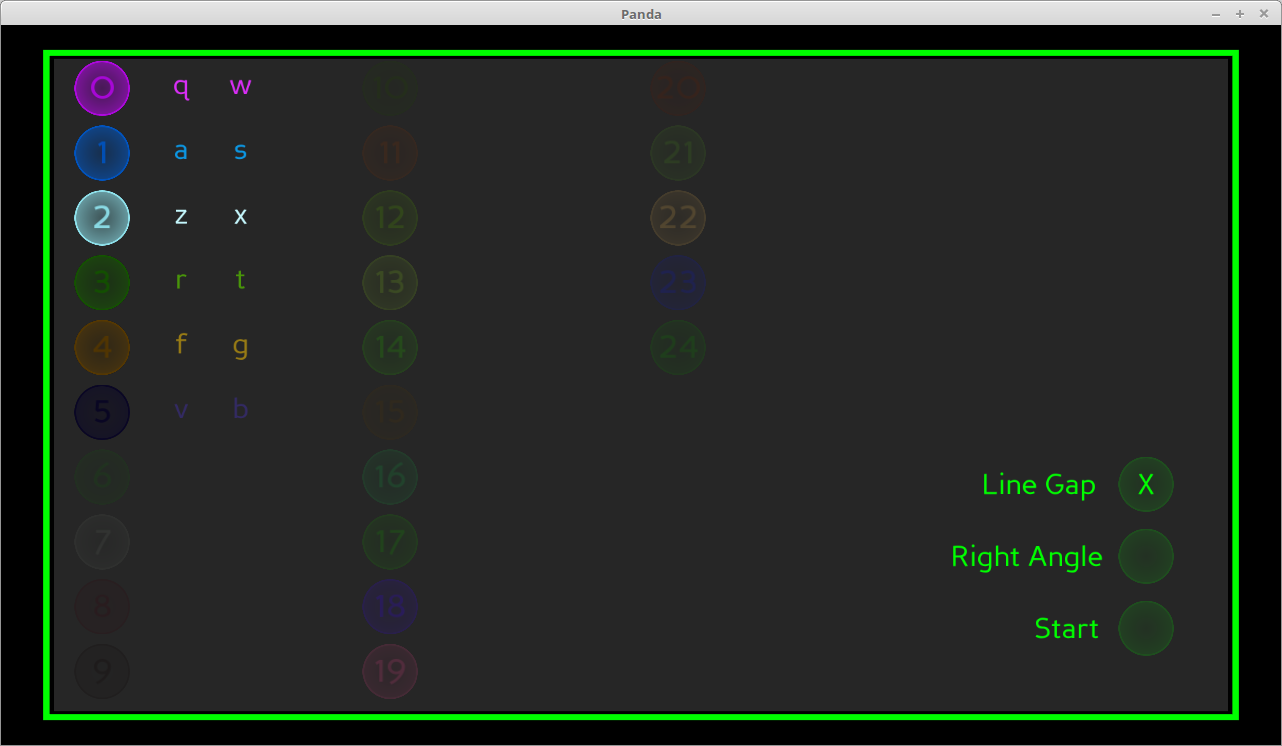 Panda
0 q w 10 20
1 a s 11 21
2 z x 12 22
3 r t 13 23
4 f g 14 24
5 v b 15
6 16
Line Gap X
7 17
Right Angle
8 18
Start
9 19